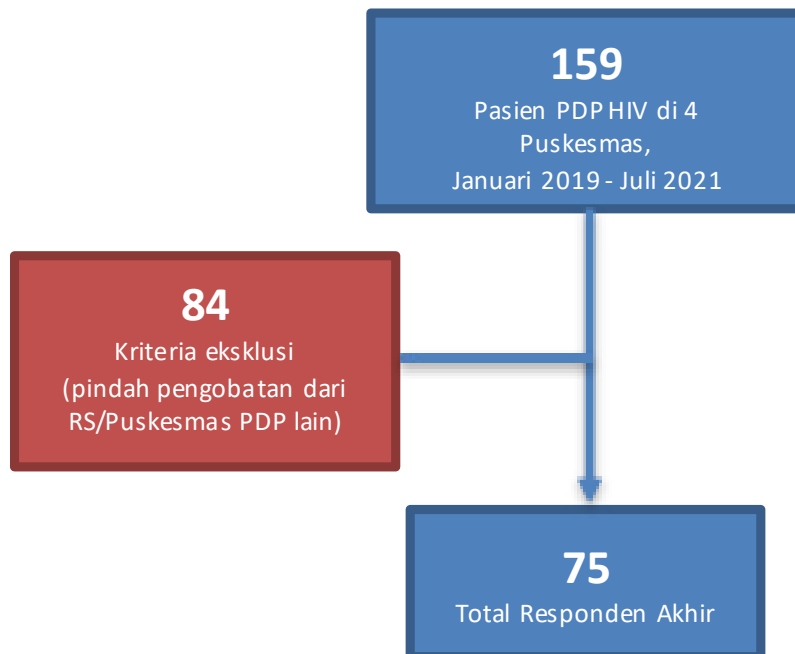 159
Pasien PDP HIV di 4
Puskesmas,
Januari 2019 - Juli 2021
84
Kriteria eksklusi
(pindah pengobatan dari
RS/Puskesmas PDP lain)
75
Total Responden Akhir